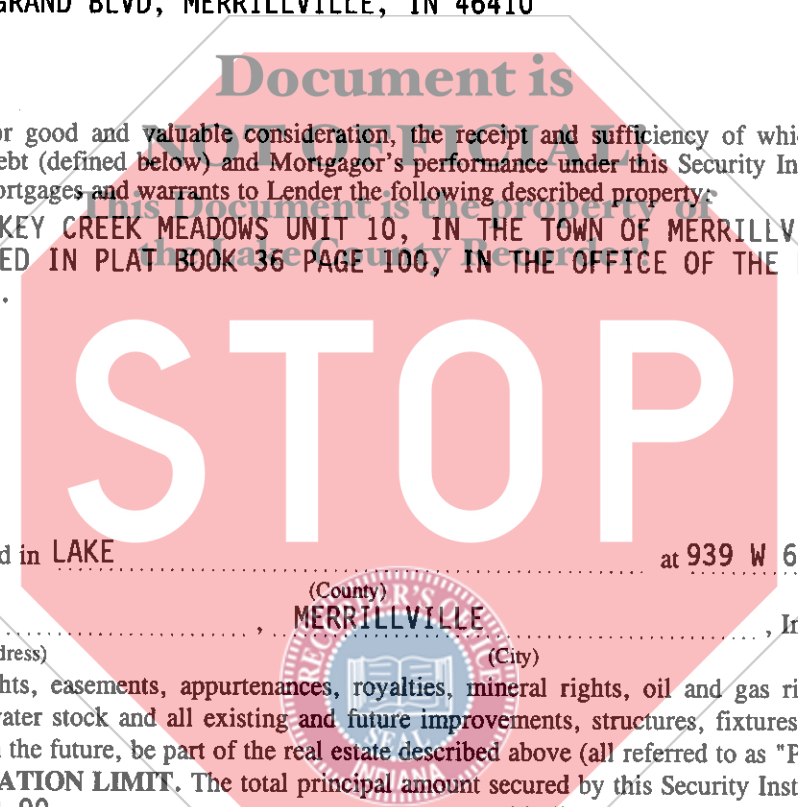 GRAND BLVD, MERRILLVILLE, IN 46410
Document is
NOT OFFICIAL!
or good and valuable consideration, the receipt and sufficiency of whi
ebt (defined below) and Mortgagor's performance under this Security In
ortgages and warrants to Lender the following described property:
This Document is the property of
KEY CREEK MEADOWS UNIT 10, IN THE TOWN OF MERRILLV
the Lake County Recorder!
ED IN PLAT BOOK 36 PAGE 100, IN THE OFFICE OF THE
.
STOP
d in LAKE at 939 W 6
(County)
, MERRILLVILLE , In
dress) (City)
RECORDER'S OFFICE
SEAL
INDIANA
hts, easements, appurtenances, royalties, mineral rights, oil and gas ri
vater stock and all existing and future improvements, structures, fixtures
n the future, be part of the real estate described above (all referred to as "P
ATION LIMIT. The total principal amount secured by this Security Inst